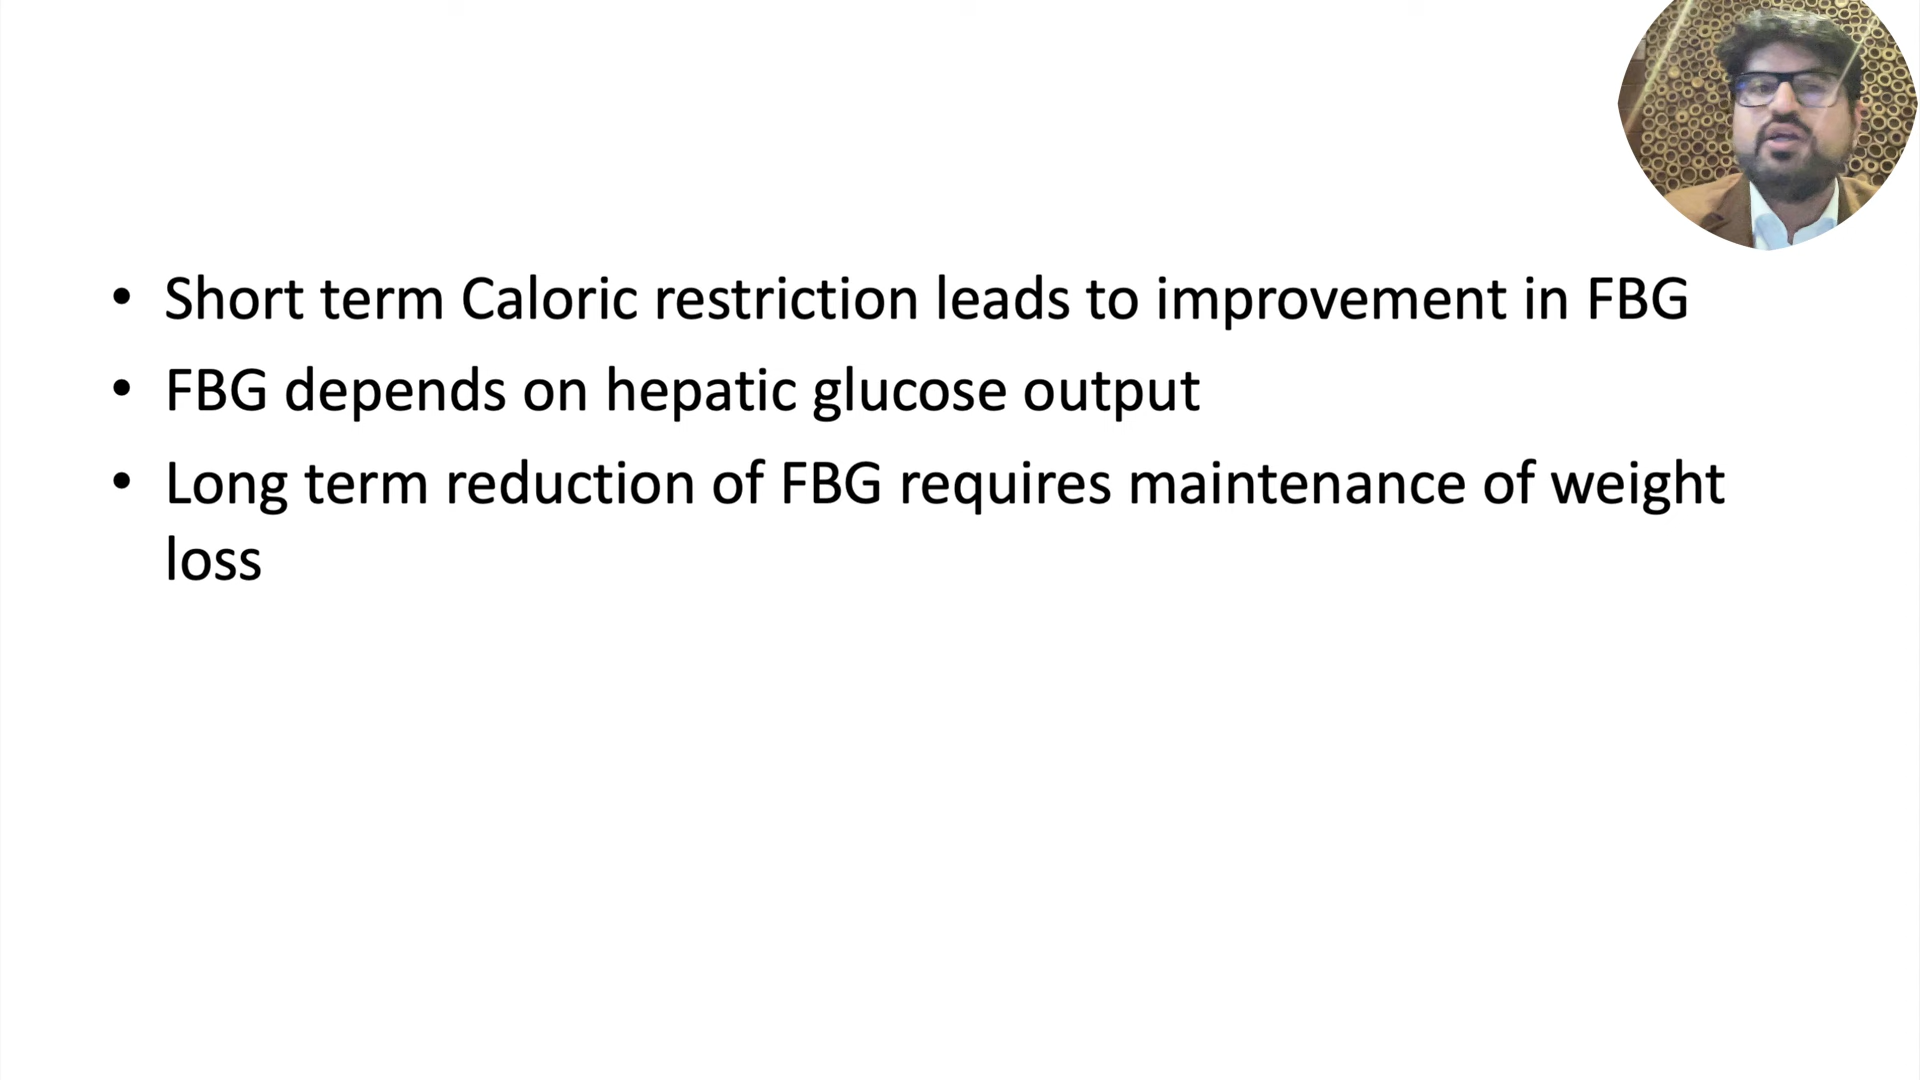 • Short term Caloric restriction leads to improvement in FBG
• FBG depends on hepatic glucose output
• Long term reduction of FBG requires maintenance of weight
loss